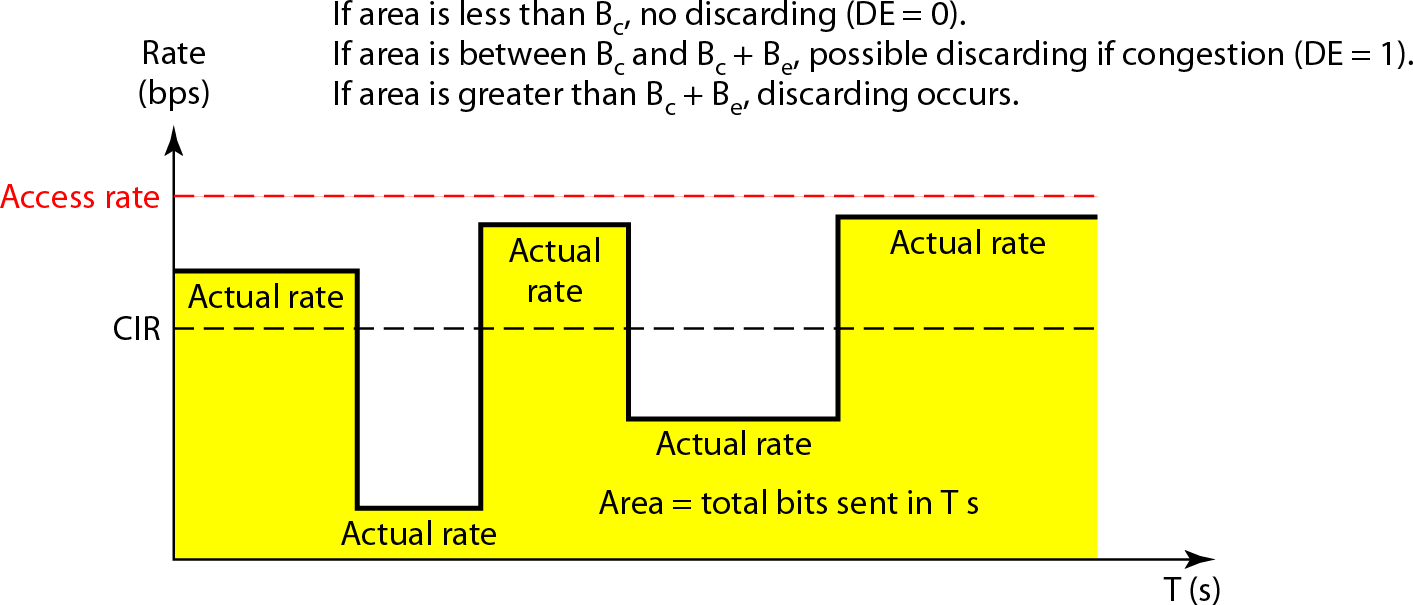 If area is less than Bc, no discarding (DE = 0).
Rate
(bps)
If area is between Bc and Bc + Be, possible discarding if congestion (DE = 1).
If area is greater than Bc + Be, discarding occurs.
Access rate
Actual rate
Actual
rate
Actual rate
CIR
Actual rate
Area = total bits sent in T s
Actual rate
T (s)